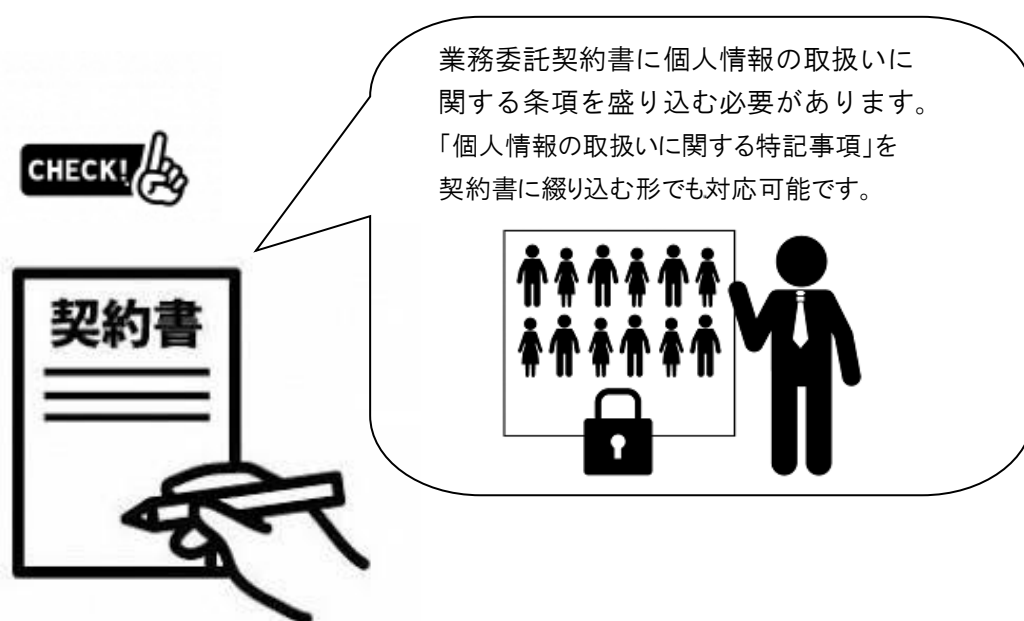 業務委託契約書に個人情報の取扱いに
関する条項を盛り込む必要があります。
「個人情報の取扱いに関する特記事項」を
契約書に綴り込む形でも対応可能です。
CHECK!
契約書